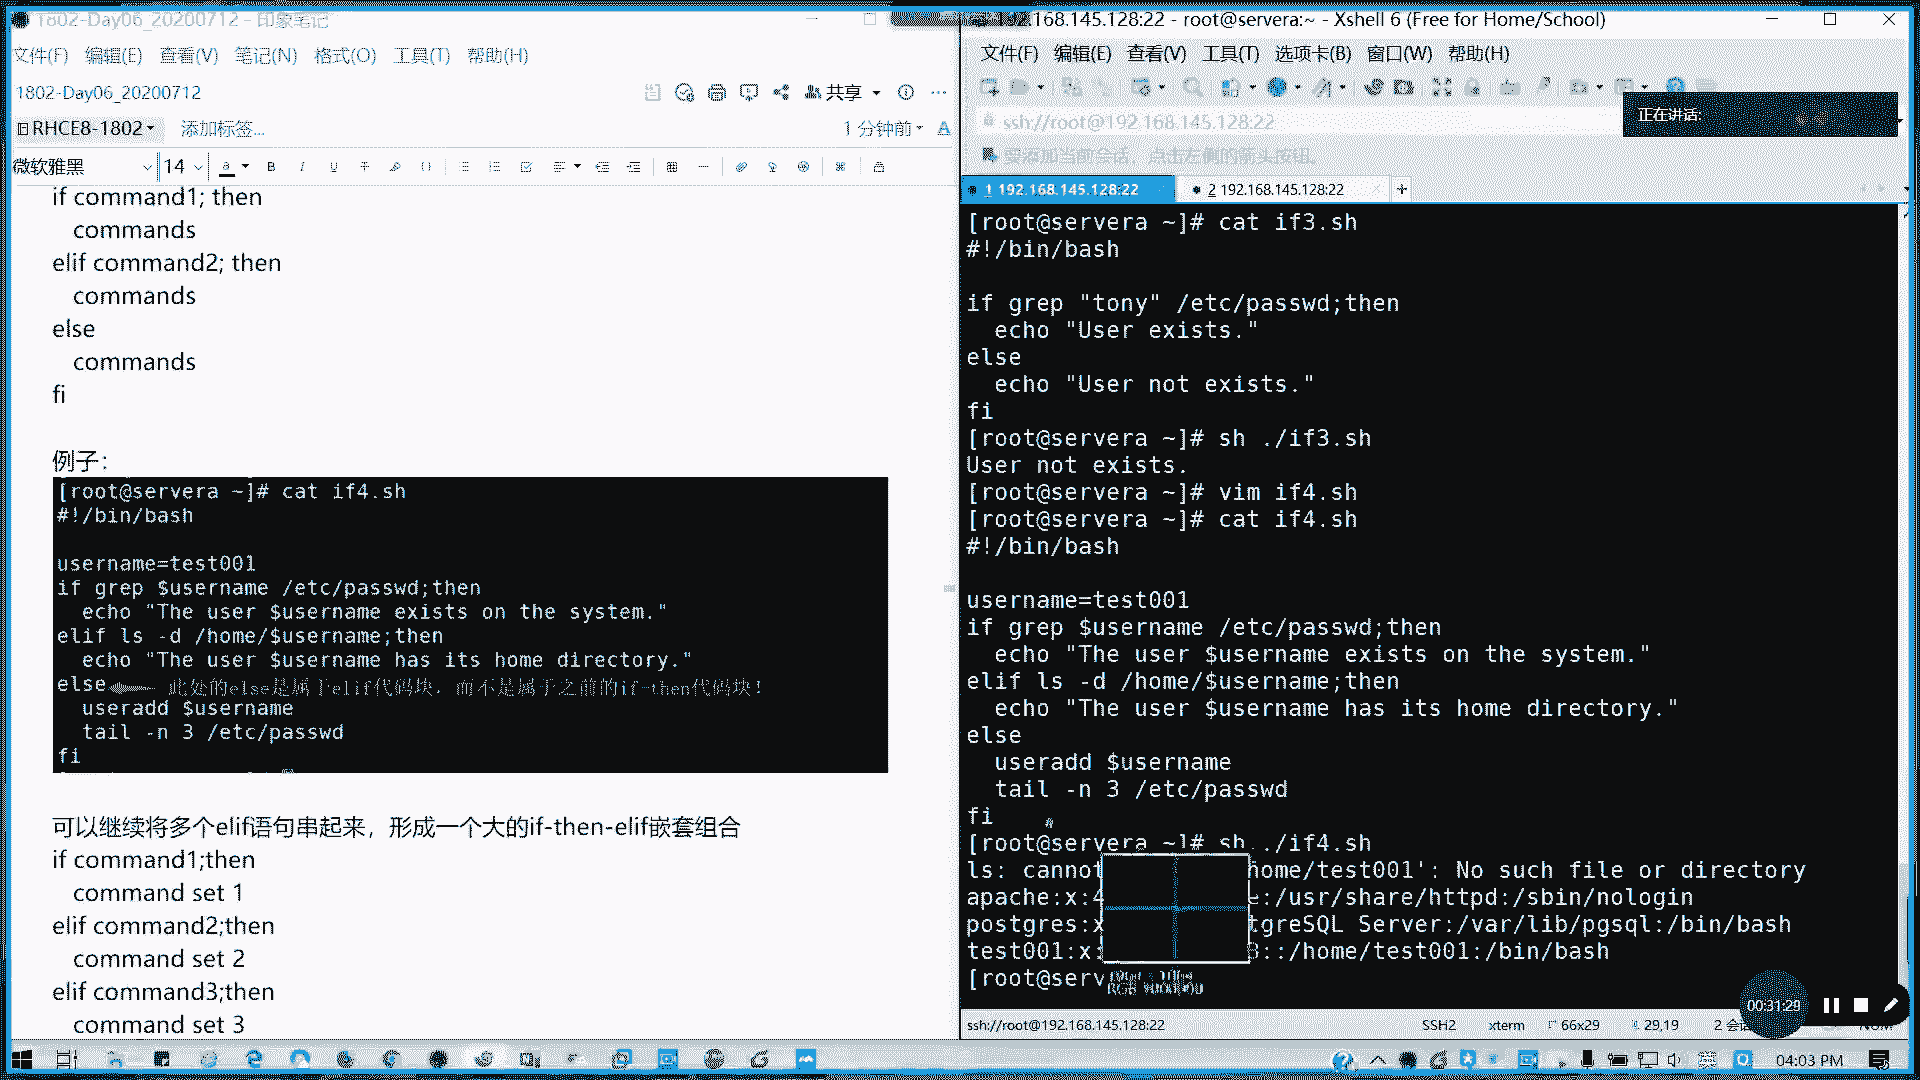 1802-Day06_20200712 - 印象笔记
文件(F) 编辑(E) 查看(V) 笔记(N) 格式(O) 工具(T) 帮助(H)
1802-Day06_20200712
共享
RHCE8-1802
添加标签...
1 分钟前
微软雅黑
14
if command1; then
commands
elif command2; then
commands
else
commands
fi
例子：
[root@servera ~]# cat if4.sh
#!/bin/bash
username=test001
if grep $username /etc/passwd;then
echo "The user $username exists on the system."
elif ls -d /home/$username;then
echo "The user $username has its home directory."
else 此处的else是属于elif代码块，而不是属于之前的if-then代码块！
useradd $username
tail -n 3 /etc/passwd
fi
可以继续将多个elif语句串起来，形成一个大的if-then-elif嵌套组合
if command1;then
command set 1
elif command2;then
command set 2
elif command3;then
command set 3
192.168.145.128:22 - root@servera:~ - Xshell 6 (Free for Home/School)
文件(F) 编辑(E) 查看(V) 工具(T) 选项卡(B) 窗口(W) 帮助(H)
ssh://root@192.168.145.128:22
正在讲话:
要添加当前会话，点击左侧的箭头按钮。
1 192.168.145.128:22
2 192.168.145.128:22
[root@servera ~]# cat if3.sh
#!/bin/bash
if grep "tony" /etc/passwd;then
echo "User exists."
else
echo "User not exists."
fi
[root@servera ~]# sh ./if3.sh
User not exists.
[root@servera ~]# vim if4.sh
[root@servera ~]# cat if4.sh
#!/bin/bash
username=test001
if grep $username /etc/passwd;then
echo "The user $username exists on the system."
elif ls -d /home/$username;then
echo "The user $username has its home directory."
else
useradd $username
tail -n 3 /etc/passwd
fi
[root@servera ~]# sh ./if4.sh
ls: cannot home/test001': No such file or directory
apache:x:4 e:/usr/share/httpd:/sbin/nologin
postgres:x tgreSQL Server:/var/lib/pgsql:/bin/bash
test001:x: 3::/home/test001:/bin/bash
[root@serv
00:31:29
ssh://root@192.168.145.128:22
SSH2
xterm
66x29
29,19
2 会
NUM
英
04:03 PM